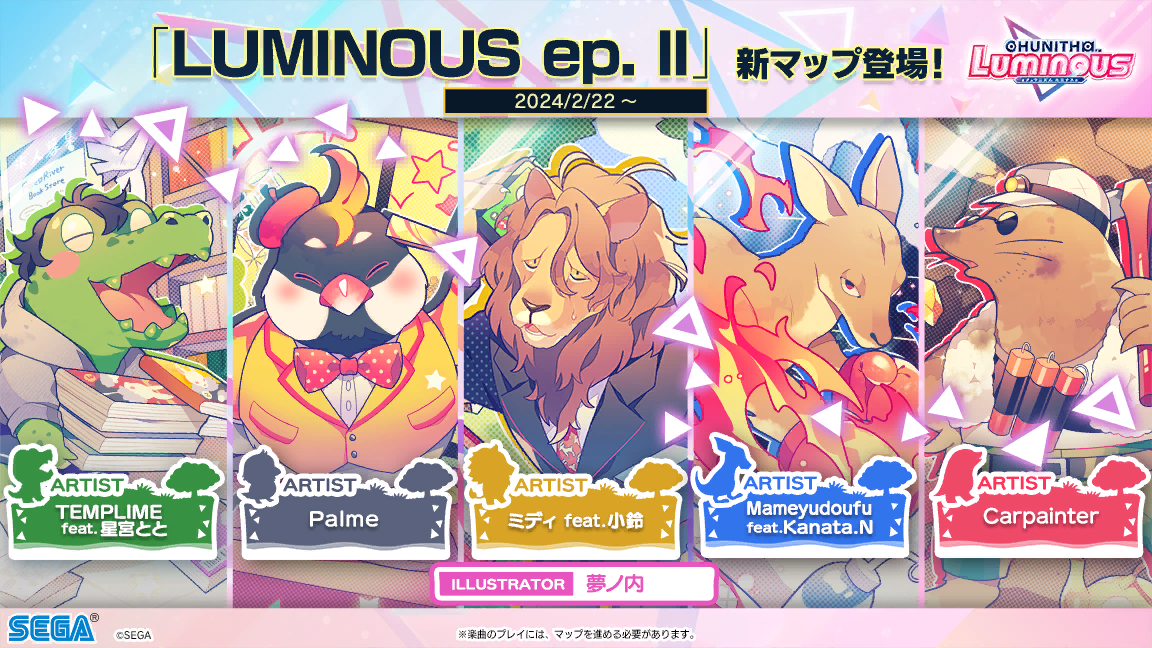 「LUMINOUS ep. II」新マップ登場!
CHUNITHM
LUMINOUS
2024/2/22 ～
Book Store
ARTIST
TEMPLIME
feat.星宮とと
ARTIST
Palme
ARTIST
ミディ feat.小鈴
ARTIST
Mameyudoufu
feat.Kanata.N
ARTIST
Carpainter
ILLUSTRATOR 夢ノ内
SEGA®
©SEGA
※楽曲のプレイには、マップを進める必要があります。